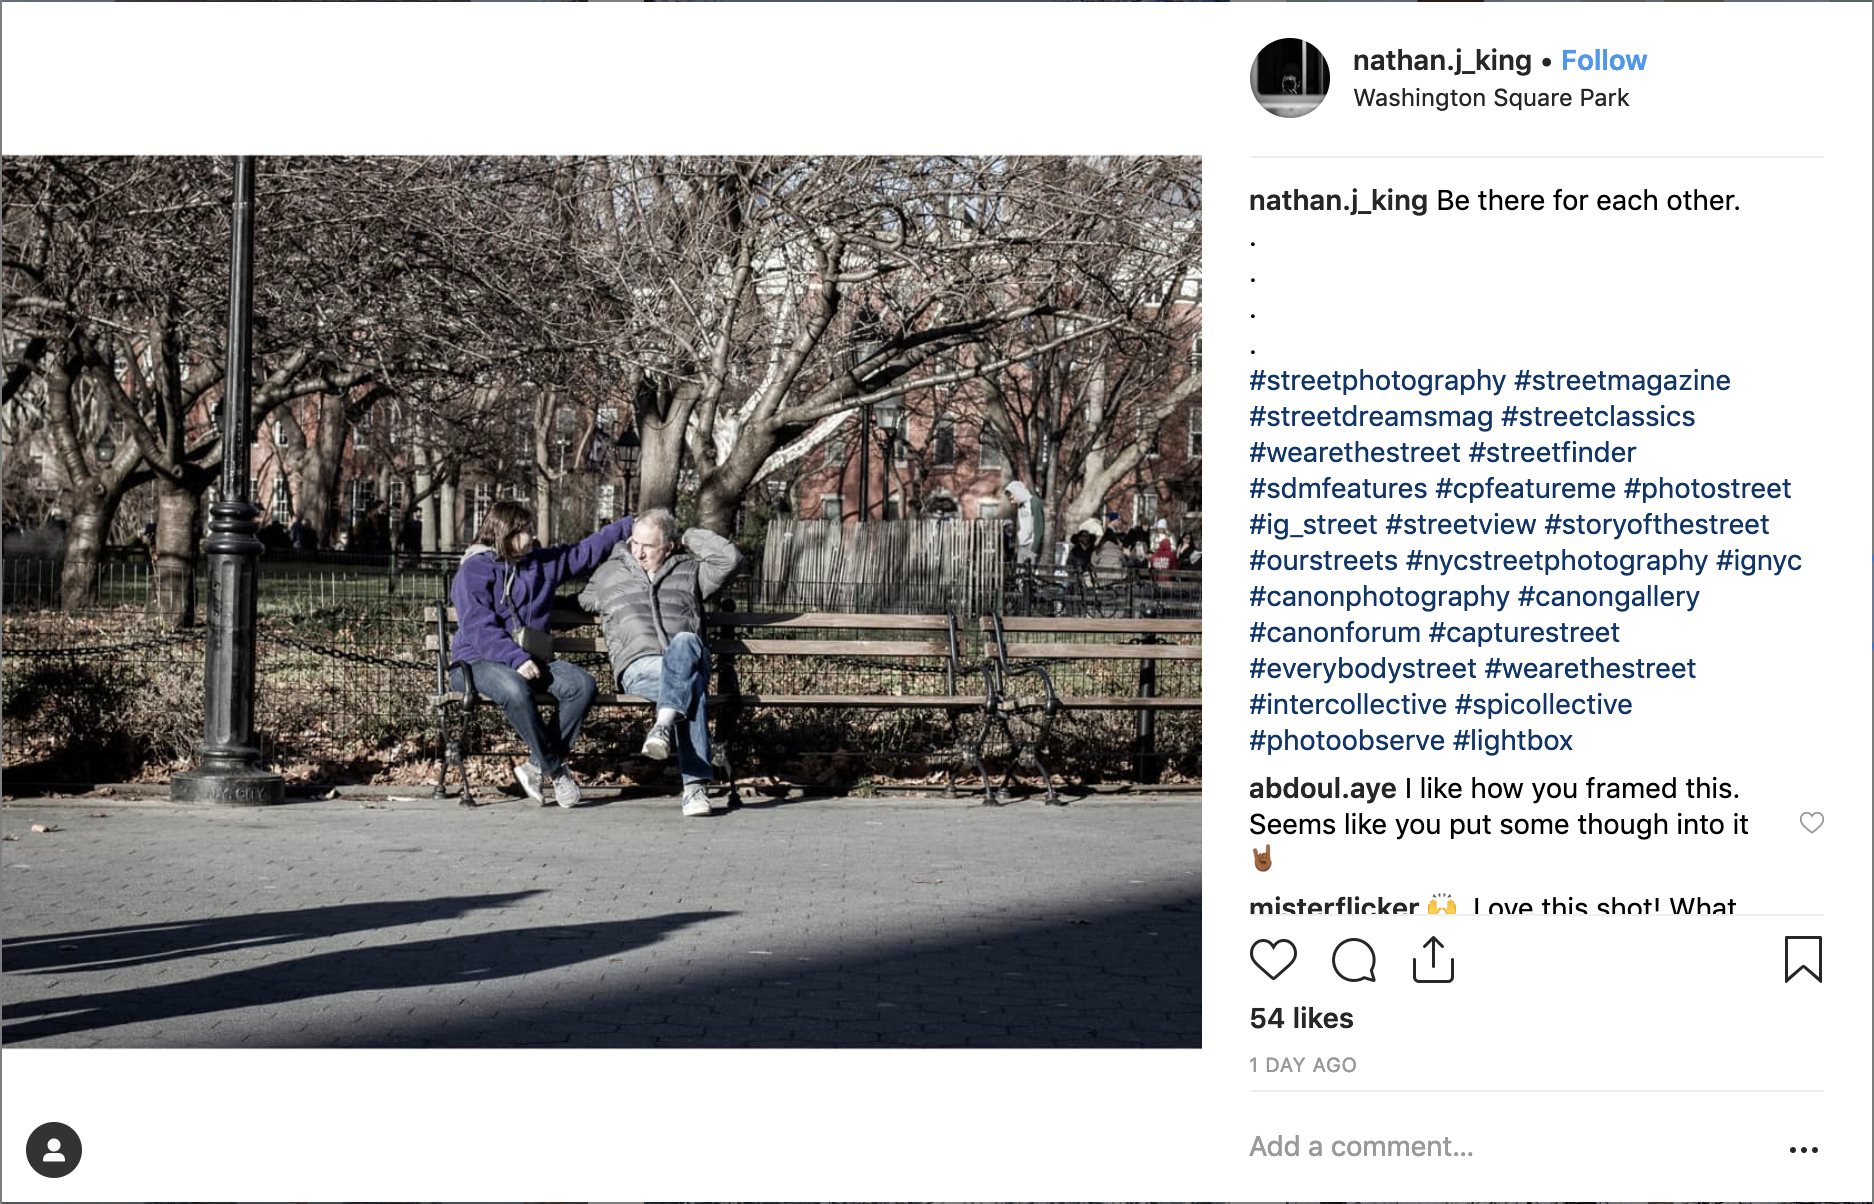 nathan.j_king • Follow
Washington Square Park
nathan.j_king Be there for each other.
.
.
.
.
#streetphotography #streetmagazine
#streetdreamsmag #streetclassics
#wearethestreet #streetfinder
#sdmfeatures #cpfeatureme #photostreet
#ig_street #streetview #storyofthestreet
#ourstreets #nycstreetphotography #ignyc
#canonphotography #canongallery
#canonforum #capturestreet
#everybodystreet #wearethestreet
#intercollective #spicollective
#photoobserve #lightbox
abdoul.aye I like how you framed this.
Seems like you put some though into it
🤘🏾
misterflicker 🙌 Love this shot! What
54 likes
1 DAY AGO
Add a comment...
N.Y.C. CITY